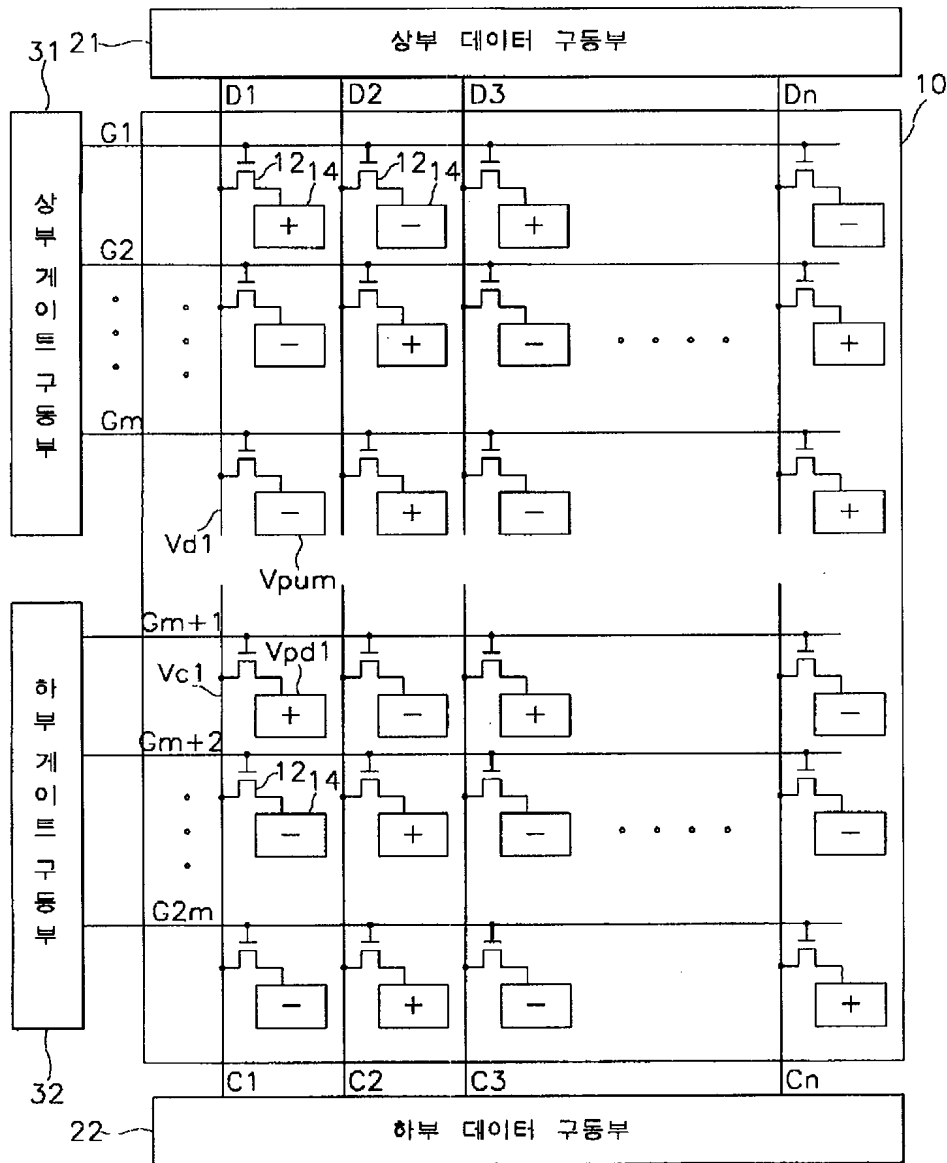 21
상부 데이터 구동부
31
D1 D2 D3 Dn
10
G1
12 14 12 14
+ − + −
상부 게이트 구동부
G2
− + − +
Gm
− + − +
Vd1
Vpum
Gm+1
Vc1 Vpd1
+ − + −
하부 게이트 구동부
Gm+2
12 14
− + − −
G2m
− + − +
32
C1 C2 C3 Cn
22
하부 데이터 구동부